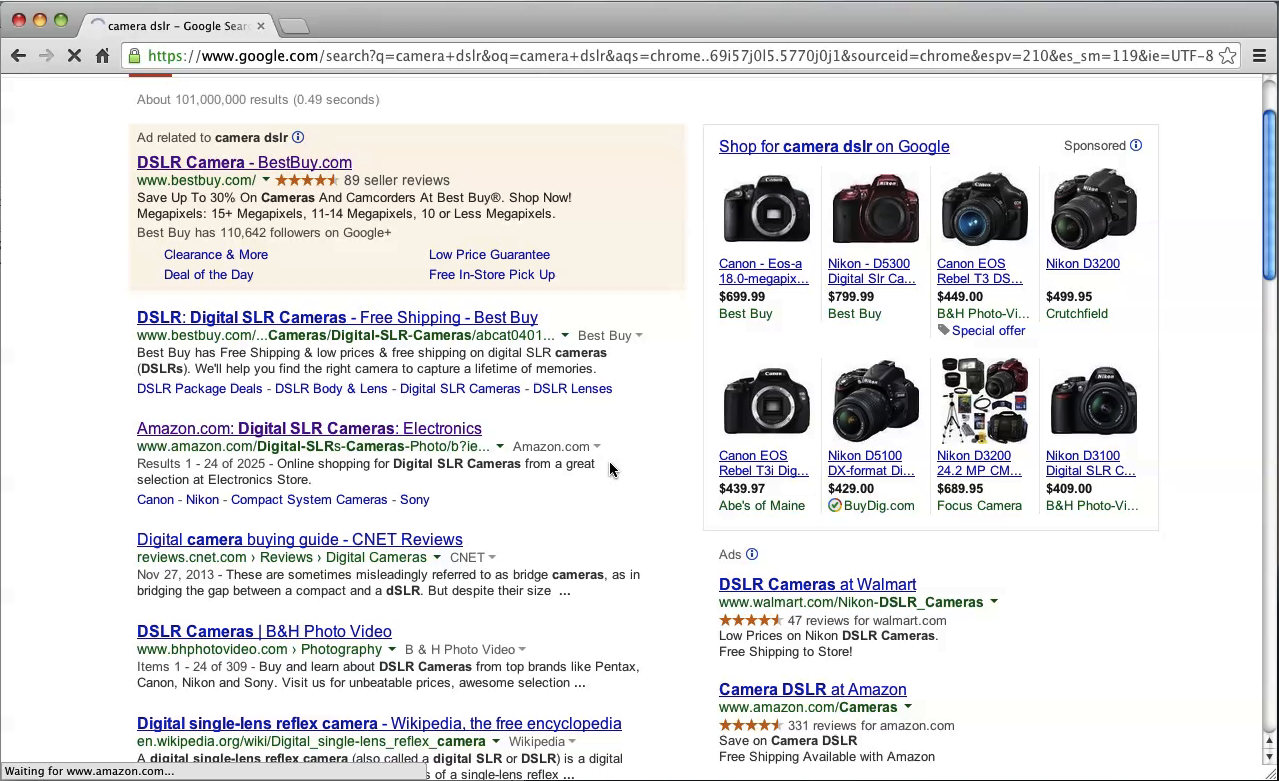 camera dslr - Google Sear
https://www.google.com/search?q=camera+dslr&oq=camera+dslr&aqs=chrome..69i57j0l5.5770j0j1&sourceid=chrome&espv=210&es_sm=119&ie=UTF-8
About 101,000,000 results (0.49 seconds)
Ad related to camera dslr
DSLR Camera - BestBuy.com
www.bestbuy.com/ 89 seller reviews
Save Up To 30% On Cameras And Camcorders At Best Buy®. Shop Now!
Megapixels: 15+ Megapixels, 11-14 Megapixels, 10 or Less Megapixels.
Best Buy has 110,642 followers on Google+
Clearance & More Low Price Guarantee
Deal of the Day Free In-Store Pick Up
DSLR: Digital SLR Cameras - Free Shipping - Best Buy
www.bestbuy.com/...Cameras/Digital-SLR-Cameras/abcat0401... Best Buy
Best Buy has Free Shipping & low prices & free shipping on digital SLR cameras
(DSLRs). We'll help you find the right camera to capture a lifetime of memories.
DSLR Package Deals - DSLR Body & Lens - Digital SLR Cameras - DSLR Lenses
Amazon.com: Digital SLR Cameras: Electronics
www.amazon.com/Digital-SLRs-Cameras-Photo/b?ie... Amazon.com
Results 1 - 24 of 2025 - Online shopping for Digital SLR Cameras from a great
selection at Electronics Store.
Canon - Nikon - Compact System Cameras - Sony
Digital camera buying guide - CNET Reviews
reviews.cnet.com › Reviews › Digital Cameras CNET
Nov 27, 2013 - These are sometimes misleadingly referred to as bridge cameras, as in
bridging the gap between a compact and a dSLR. But despite their size ...
DSLR Cameras | B&H Photo Video
www.bhphotovideo.com › Photography B & H Photo Video
Items 1 - 24 of 309 - Buy and learn about DSLR Cameras from top brands like Pentax,
Canon, Nikon and Sony. Visit us for unbeatable prices, awesome selection ...
Digital single-lens reflex camera - Wikipedia, the free encyclopedia
en.wikipedia.org/wiki/Digital_single-lens_reflex_camera Wikipedia
A digital single-lens reflex camera (also called a digital SLR or DSLR) is a digital
s of a single-lens reflex ...
Waiting for www.amazon.com...
Shop for camera dslr on Google Sponsored
Canon - Eos-a Nikon - D5300 Canon EOS Nikon D3200
18.0-megapix... Digital Slr Ca... Rebel T3 DS...
$699.99 $799.99 $449.00 $499.95
Best Buy Best Buy B&H Photo-Vi... Crutchfield
Special offer
Canon EOS Nikon D5100 Nikon D3200 Nikon D3100
Rebel T3i Dig... DX-format Di... 24.2 MP CM... Digital SLR C...
$439.97 $429.00 $689.95 $409.00
Abe's of Maine BuyDig.com Focus Camera B&H Photo-Vi...
Ads
DSLR Cameras at Walmart
www.walmart.com/Nikon-DSLR_Cameras
47 reviews for walmart.com
Low Prices on Nikon DSLR Cameras.
Free Shipping to Store!
Camera DSLR at Amazon
www.amazon.com/Cameras
331 reviews for amazon.com
Save on Camera DSLR
Free Shipping Available with Amazon